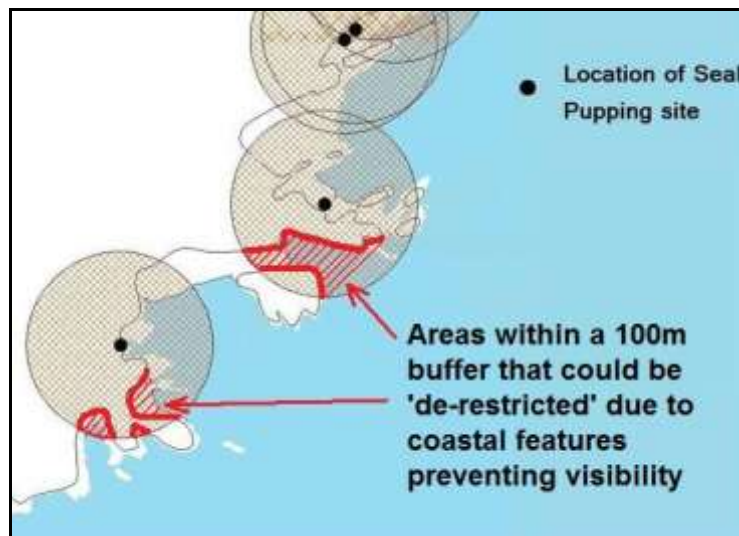 Location of Seal
Pupping site
Areas within a 100m
buffer that could be
'de-restricted' due to
coastal features
preventing visibility